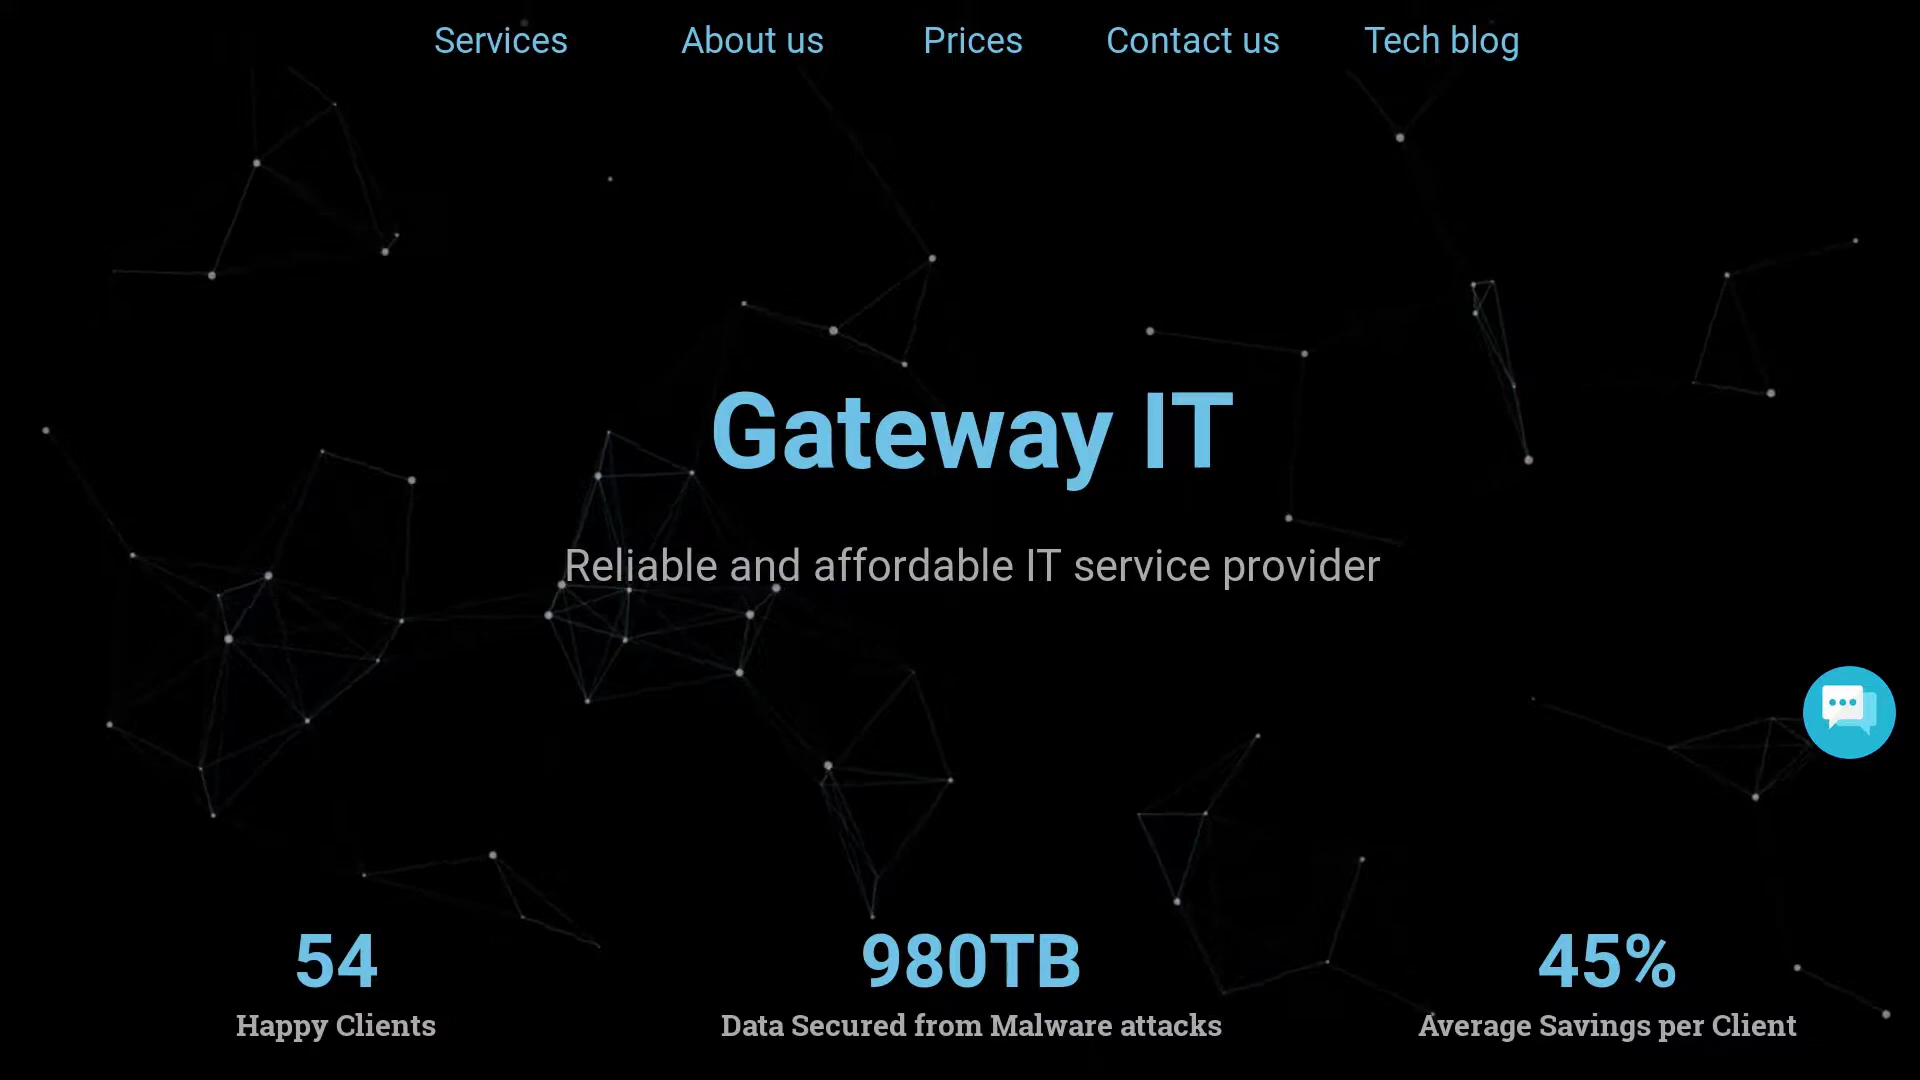 Services
About us
Prices
Contact us
Tech blog
Gateway IT
Reliable and affordable IT service provider
54
Happy Clients
980TB
Data Secured from Malware attacks
45%
Average Savings per Client